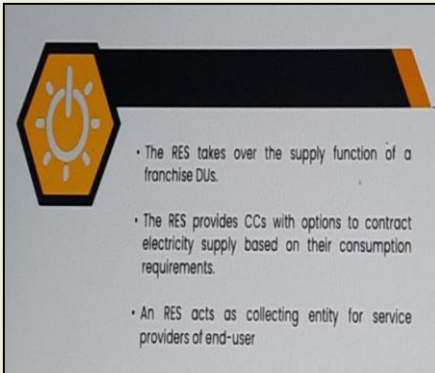 • The RES takes over the supply function of a
franchise DUs.
• The RES provides CCs with options to contract
electricity supply based on their consumption
requirements.
• An RES acts as collecting entity for service
providers of end-user